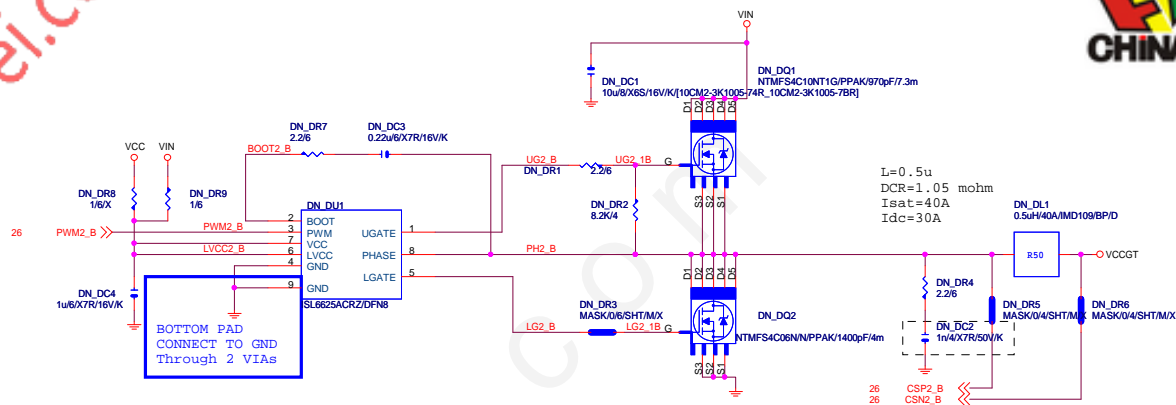 el.c
CHINA
VIN
DN_DC1
10u/8/X6S/16V/K/[10CM2-3K1005-74R_10CM2-3K1005-7BR]
DN_DQ1
NTMFS4C10NT1G/PPAK/970pF/7.3m
D1
D2
D3
D4
D5
G
S3
S2
S1
DN_DR7
2.2/6
DN_DC3
0.22u/6/X7R/16V/K
BOOT2_B
VCC
VIN
DN_DR8
1/6/X
DN_DR9
1/6
UG2_B
DN_DR1
2.2/6
UG2_1B
DN_DR2
8.2K/4
L=0.5u
DCR=1.05 mohm
Isat=40A
Idc=30A
DN_DL1
0.5uH/40A/IMD109/BP/D
R50
VCCGT
DN_DU1
2
BOOT
3
PWM
7
VCC
6
LVCC
4
GND
9
GND
UGATE
1
PHASE
8
LGATE
5
SL6625ACRZ/DFN8
26
PWM2_B
LVCC2_B
PH2_B
DN_DC4
1u/6/X7R/16V/K
BOTTOM PAD
CONNECT TO GND
Through 2 VIAs
LG2_B
DN_DR3
MASK/0/6/SHT/M/X
LG2_1B
D1
D2
D3
D4
D5
G
S3
S2
S1
DN_DQ2
NTMFS4C06N/N/PPAK/1400pF/4m
DN_DR4
2.2/6
DN_DC2
1n/4/X7R/50V/K
DN_DR5
MASK/0/4/SHT/M/X
DN_DR6
MASK/0/4/SHT/M/X
26
CSP2_B
26
CSN2_B
com